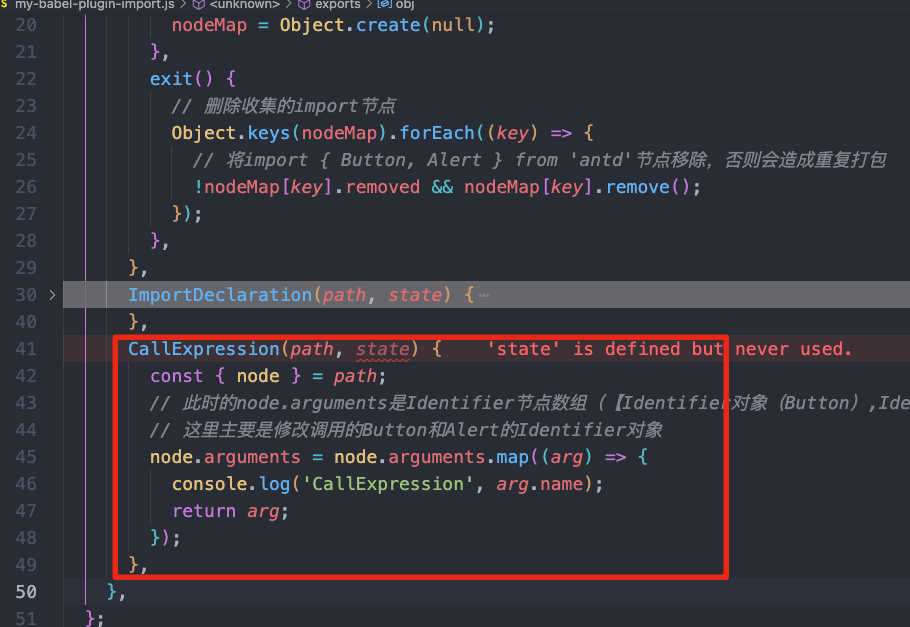 my-babel-plugin-import.js > <unknown> > exports > obj
20 nodeMap = Object.create(null);
21 },
22 exit() {
23 // 删除收集的import节点
24 Object.keys(nodeMap).forEach((key) => {
25 // 将import { Button, Alert } from 'antd'节点移除，否则会造成重复打包
26 !nodeMap[key].removed && nodeMap[key].remove();
27 });
28 },
29 },
30 > ImportDeclaration(path, state) { ⋯
40 },
41 CallExpression(path, state) { 'state' is defined but never used.
42 const { node } = path;
43 // 此时的node.arguments是Identifier节点数组（【Identifier对象（Button）,Ide
44 // 这里主要是修改调用的Button和Alert的Identifier对象
45 node.arguments = node.arguments.map((arg) => {
46 console.log('CallExpression', arg.name);
47 return arg;
48 });
49 },
50 },
51 };